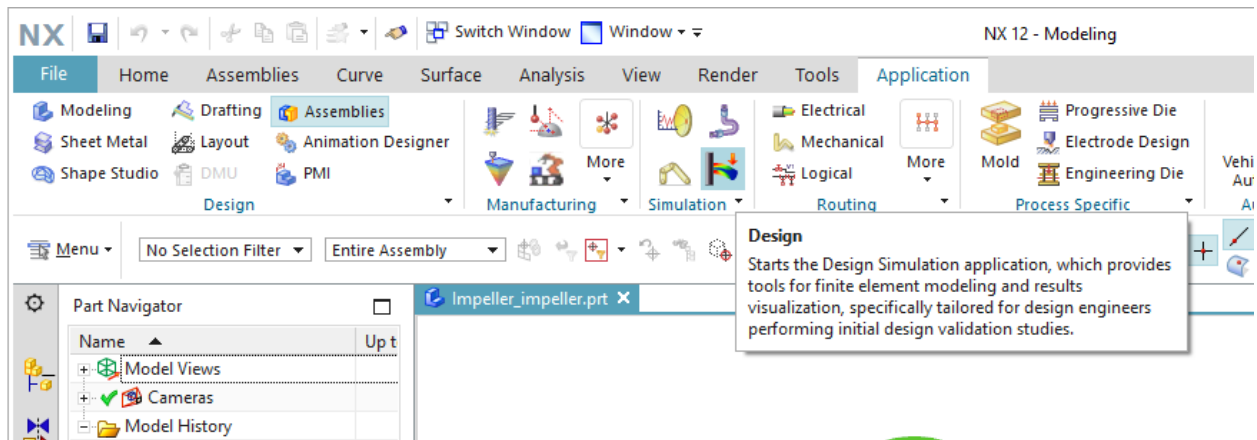 NX Switch Window Window NX 12 - Modeling
File Home Assemblies Curve Surface Analysis View Render Tools Application
Modeling Drafting Assemblies Electrical Progressive Die
Sheet Metal Layout Animation Designer Mechanical Electrode Design
More More Mold
Shape Studio DMU PMI Logical Engineering Die
Design Manufacturing Simulation Routing Process Specific
Menu No Selection Filter Entire Assembly
Design
Starts the Design Simulation application, which provides
tools for finite element modeling and results
visualization, specifically tailored for design engineers
performing initial design validation studies.
Part Navigator Impeller_impeller.prt
Name Up t
Model Views
Cameras
Model History